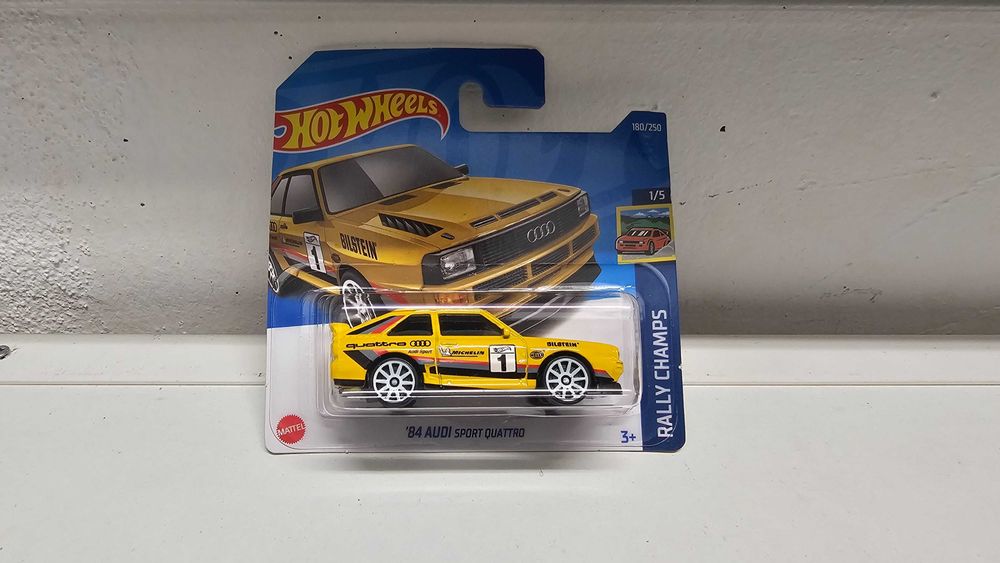 HOT WHEELS
180/250
1/5
BILSTEIN
1
quattro
Audi Sport
MICHELIN
1
BILSTEIN
RALLY CHAMPS
MATTEL
'84 AUDI SPORT QUATTRO
3+